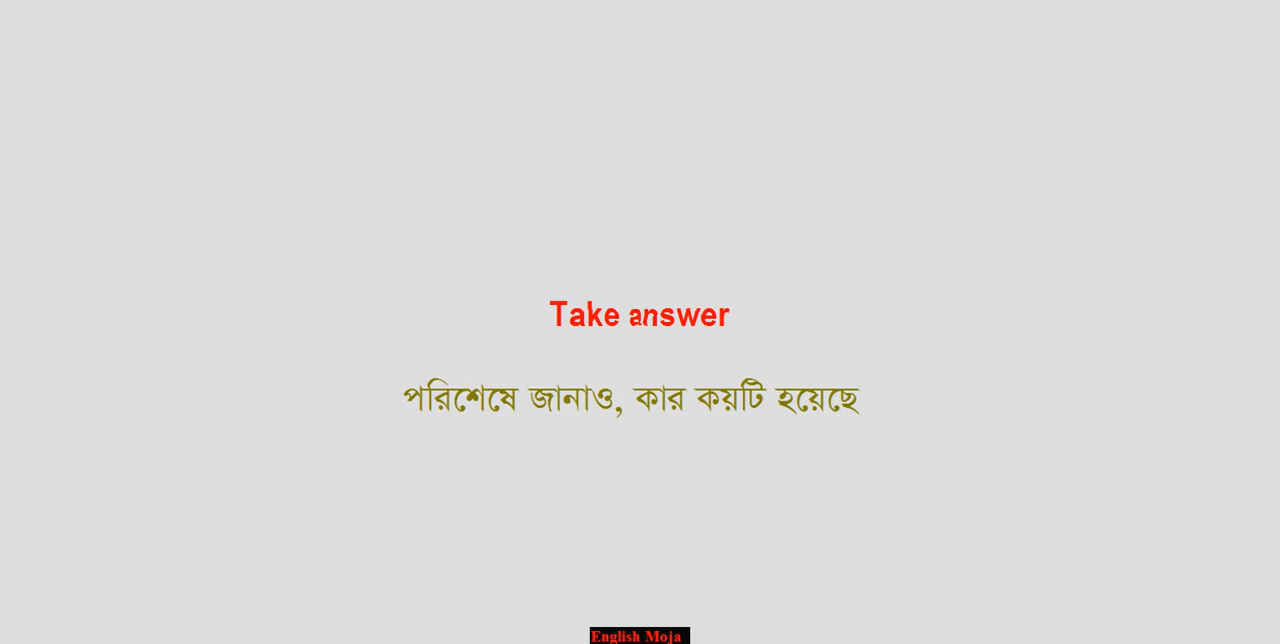 Take answer
পরিশেষে জানাও, কার কয়টি হয়েছে
English Moja